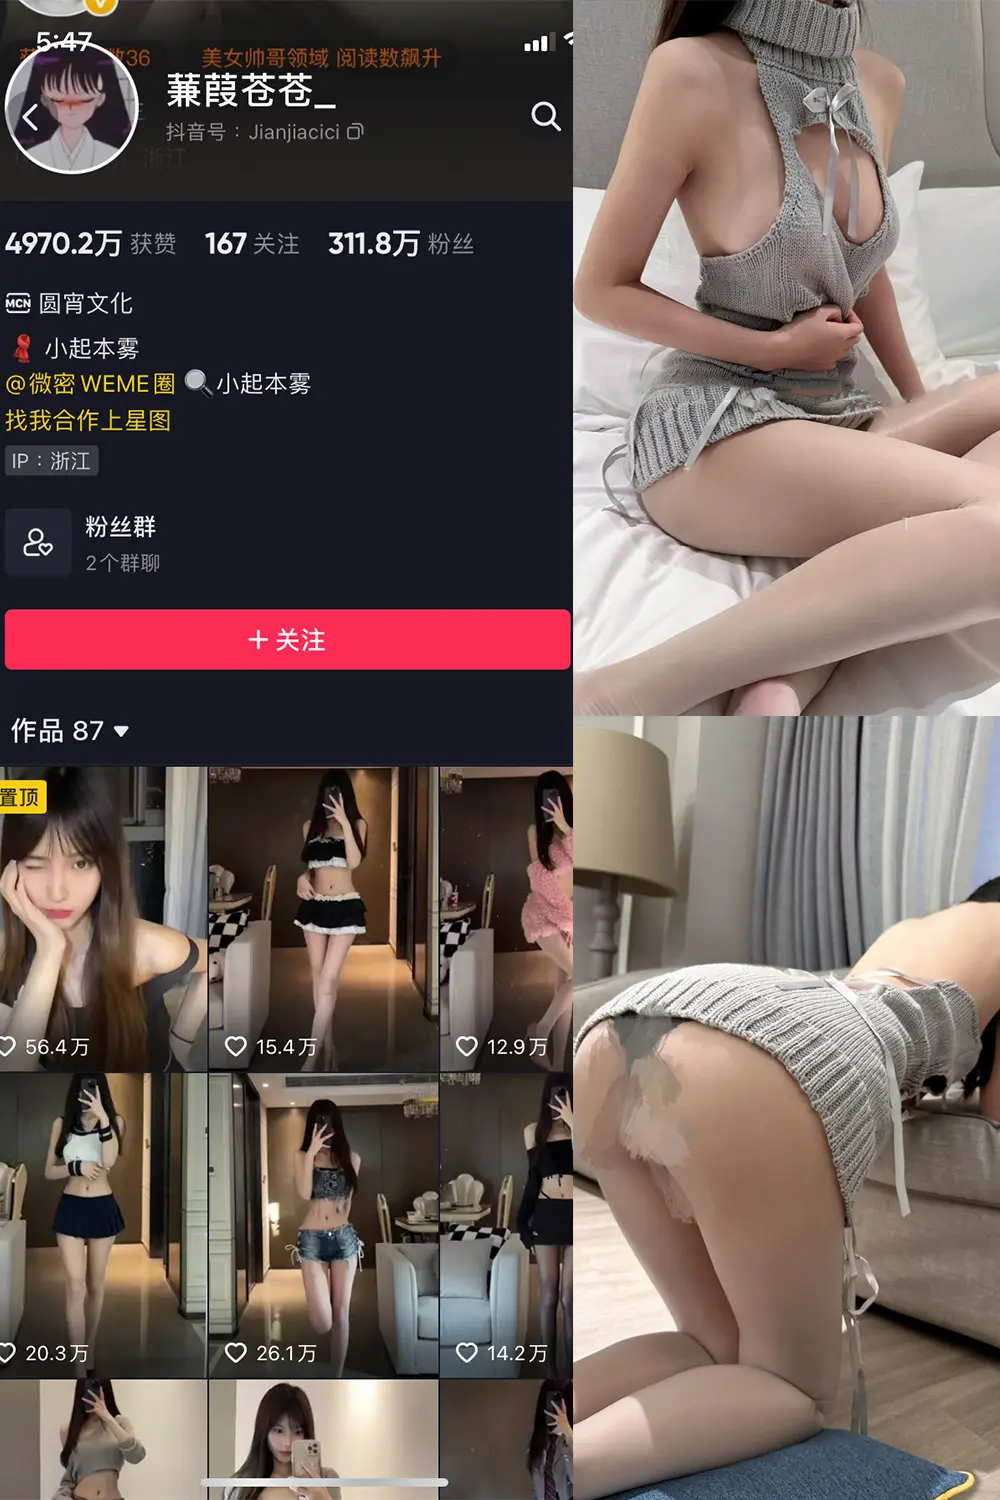 5:47
数36
美女帅哥领域 阅读数飙升
蒹葭苍苍_
抖音号：Jianjiacici
浙江
4970.2万 获赞 167 关注 311.8万 粉丝
MCN 圆宵文化
小起本雾
@微密WEME圈 小起本雾
找我合作上星图
IP：浙江
粉丝群
2个群聊
+ 关注
作品 87
置顶
56.4万 15.4万 12.9万
20.3万 26.1万 14.2万